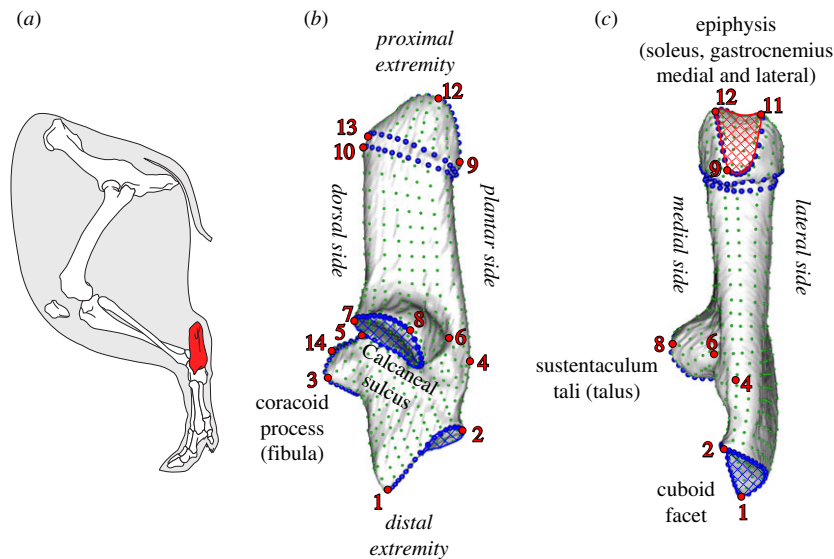 (a)
(b)
(c)
proximal
extremity
epiphysis
(soleus, gastrocnemius
medial and lateral)
12
13
10
9
dorsal side
plantar side
7
8
5
6
14
4
3
Calcaneal
sulcus
coracoid
process
(fibula)
2
1
distal
extremity
12
11
9
medial side
lateral side
8
6
4
sustentaculum
tali (talus)
2
cuboid
facet
1